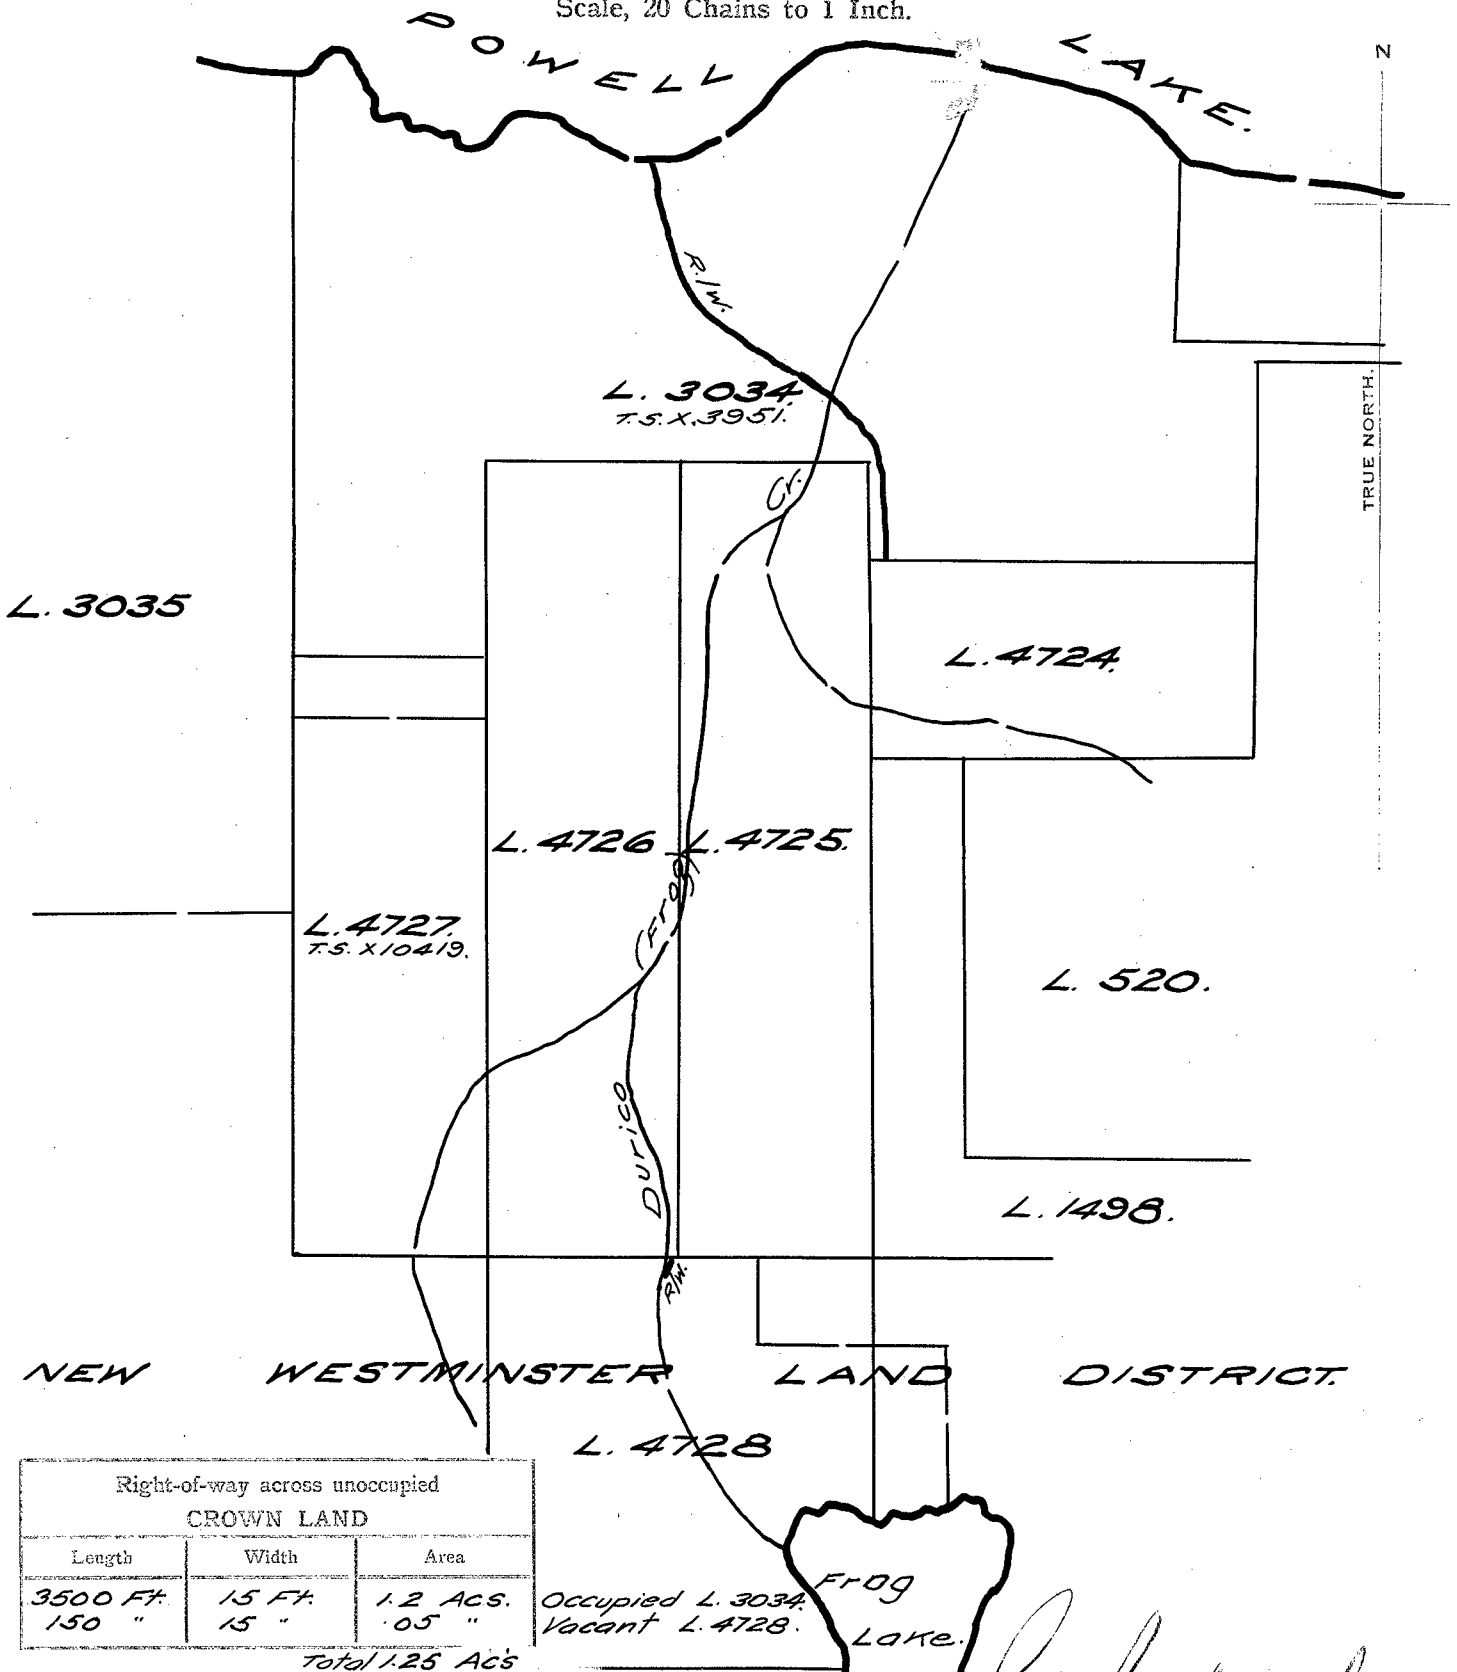 Scale, 20 Chains to 1 Inch.
POWELL LAKE.
N
R/W.
L. 3034.
T.S. X.3951.
TRUE NORTH.
Cr.
L. 3035
L. 4724.
L. 4726
L. 4725.
(Frog)
L. 4727.
T.S. X10419.
L. 520.
Durico
L. 1498.
R/W.
NEW WESTMINSTER LAND DISTRICT.
L. 4728
Right-of-way across unoccupied
CROWN LAND
Length Width Area
3500 Ft. 15 Ft. 1.2 Acs. Occupied L. 3034.
150 " 15 " .05 " Vacant L. 4728.
Total 1.25 Acs
Frog
Lake.